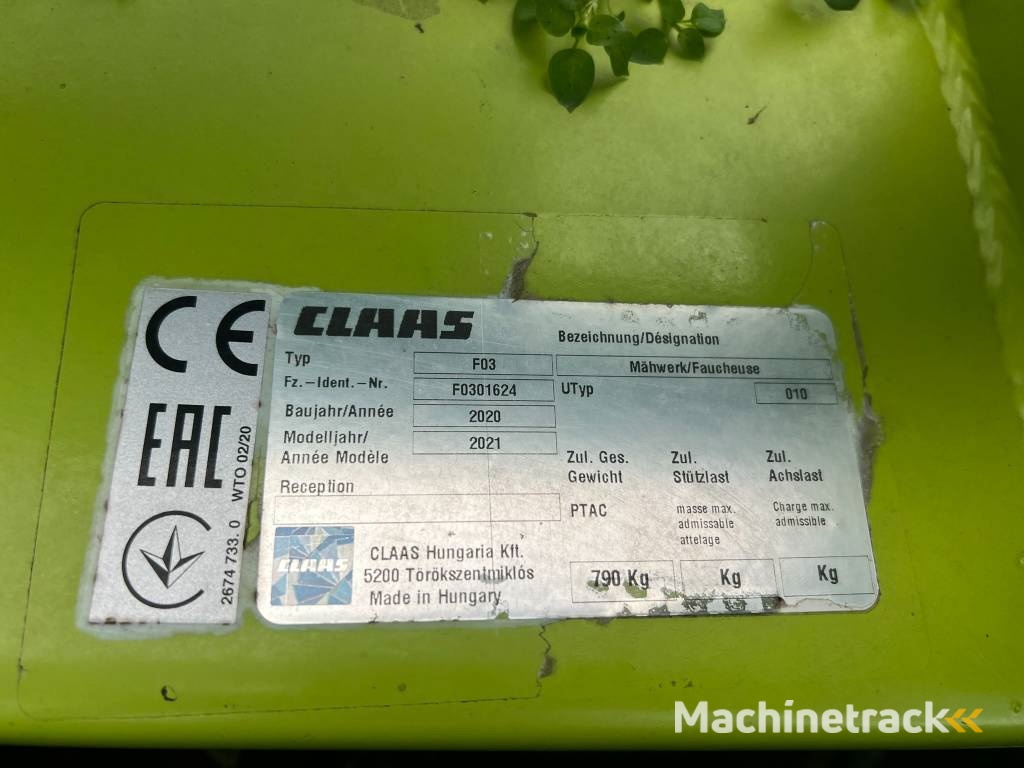 CE
EAC
2674 733. 0 WTO 02/20
CLAAS
Bezeichnung/Désignation
Typ F03 Mähwerk/Faucheuse
Fz.-Ident.-Nr. F0301624 UTyp 010
Baujahr/Année 2020
Modelljahr/
Année Modèle 2021
Zul. Ges.
Gewicht
Zul.
Stützlast
Zul.
Achslast
Reception
PTAC
masse max.
admissable
attelage
Charge max.
admissible
CLAAS
CLAAS Hungaria Kft.
5200 Törökszentmiklós
Made in Hungary
790 Kg Kg Kg
Machinetrack